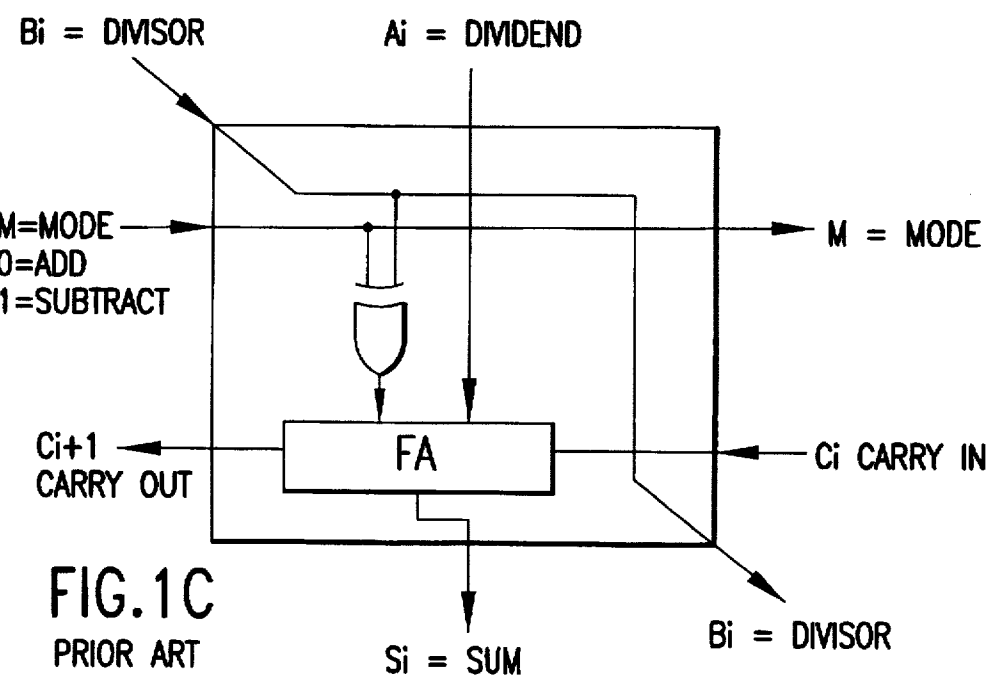 Bi = DIVISOR
Ai = DIVIDEND
M=MODE
0=ADD
1=SUBTRACT
M = MODE
FA
Ci+1
CARRY OUT
Ci CARRY IN
FIG.1C
PRIOR ART
Si = SUM
Bi = DIVISOR